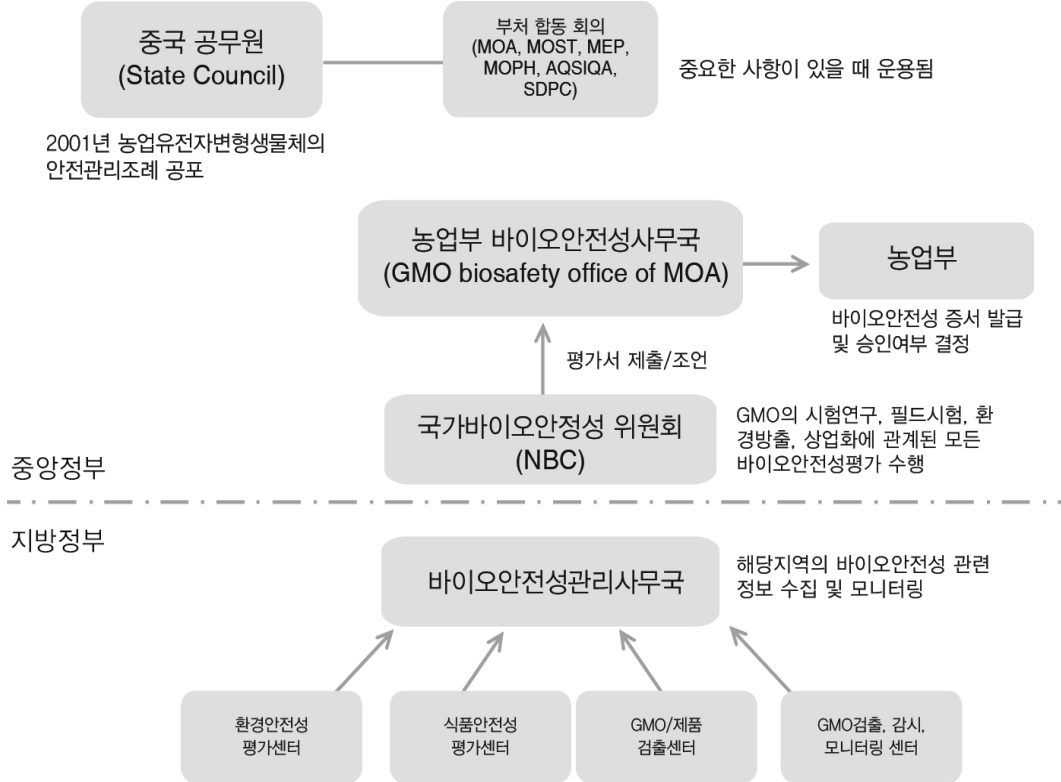 중국 공무원
(State Council)
부처 합동 회의
(MOA, MOST, MEP,
MOPH, AQSIQA,
SDPC)
중요한 사항이 있을 때 운용됨
2001년 농업유전자변형생물체의
안전관리조례 공포
농업부 바이오안전성사무국
(GMO biosafety office of MOA)
농업부
바이오안전성 증서 발급
및 승인여부 결정
평가서 제출/조언
국가바이오안정성 위원회
(NBC)
GMO의 시험연구, 필드시험, 환
경방출, 상업화에 관계된 모든
바이오안전성평가 수행
중앙정부
지방정부
바이오안전성관리사무국
해당지역의 바이오안전성 관련
정보 수집 및 모니터링
환경안전성
평가센터
식품안전성
평가센터
GMO/제품
검출센터
GMO검출, 감시,
모니터링 센터